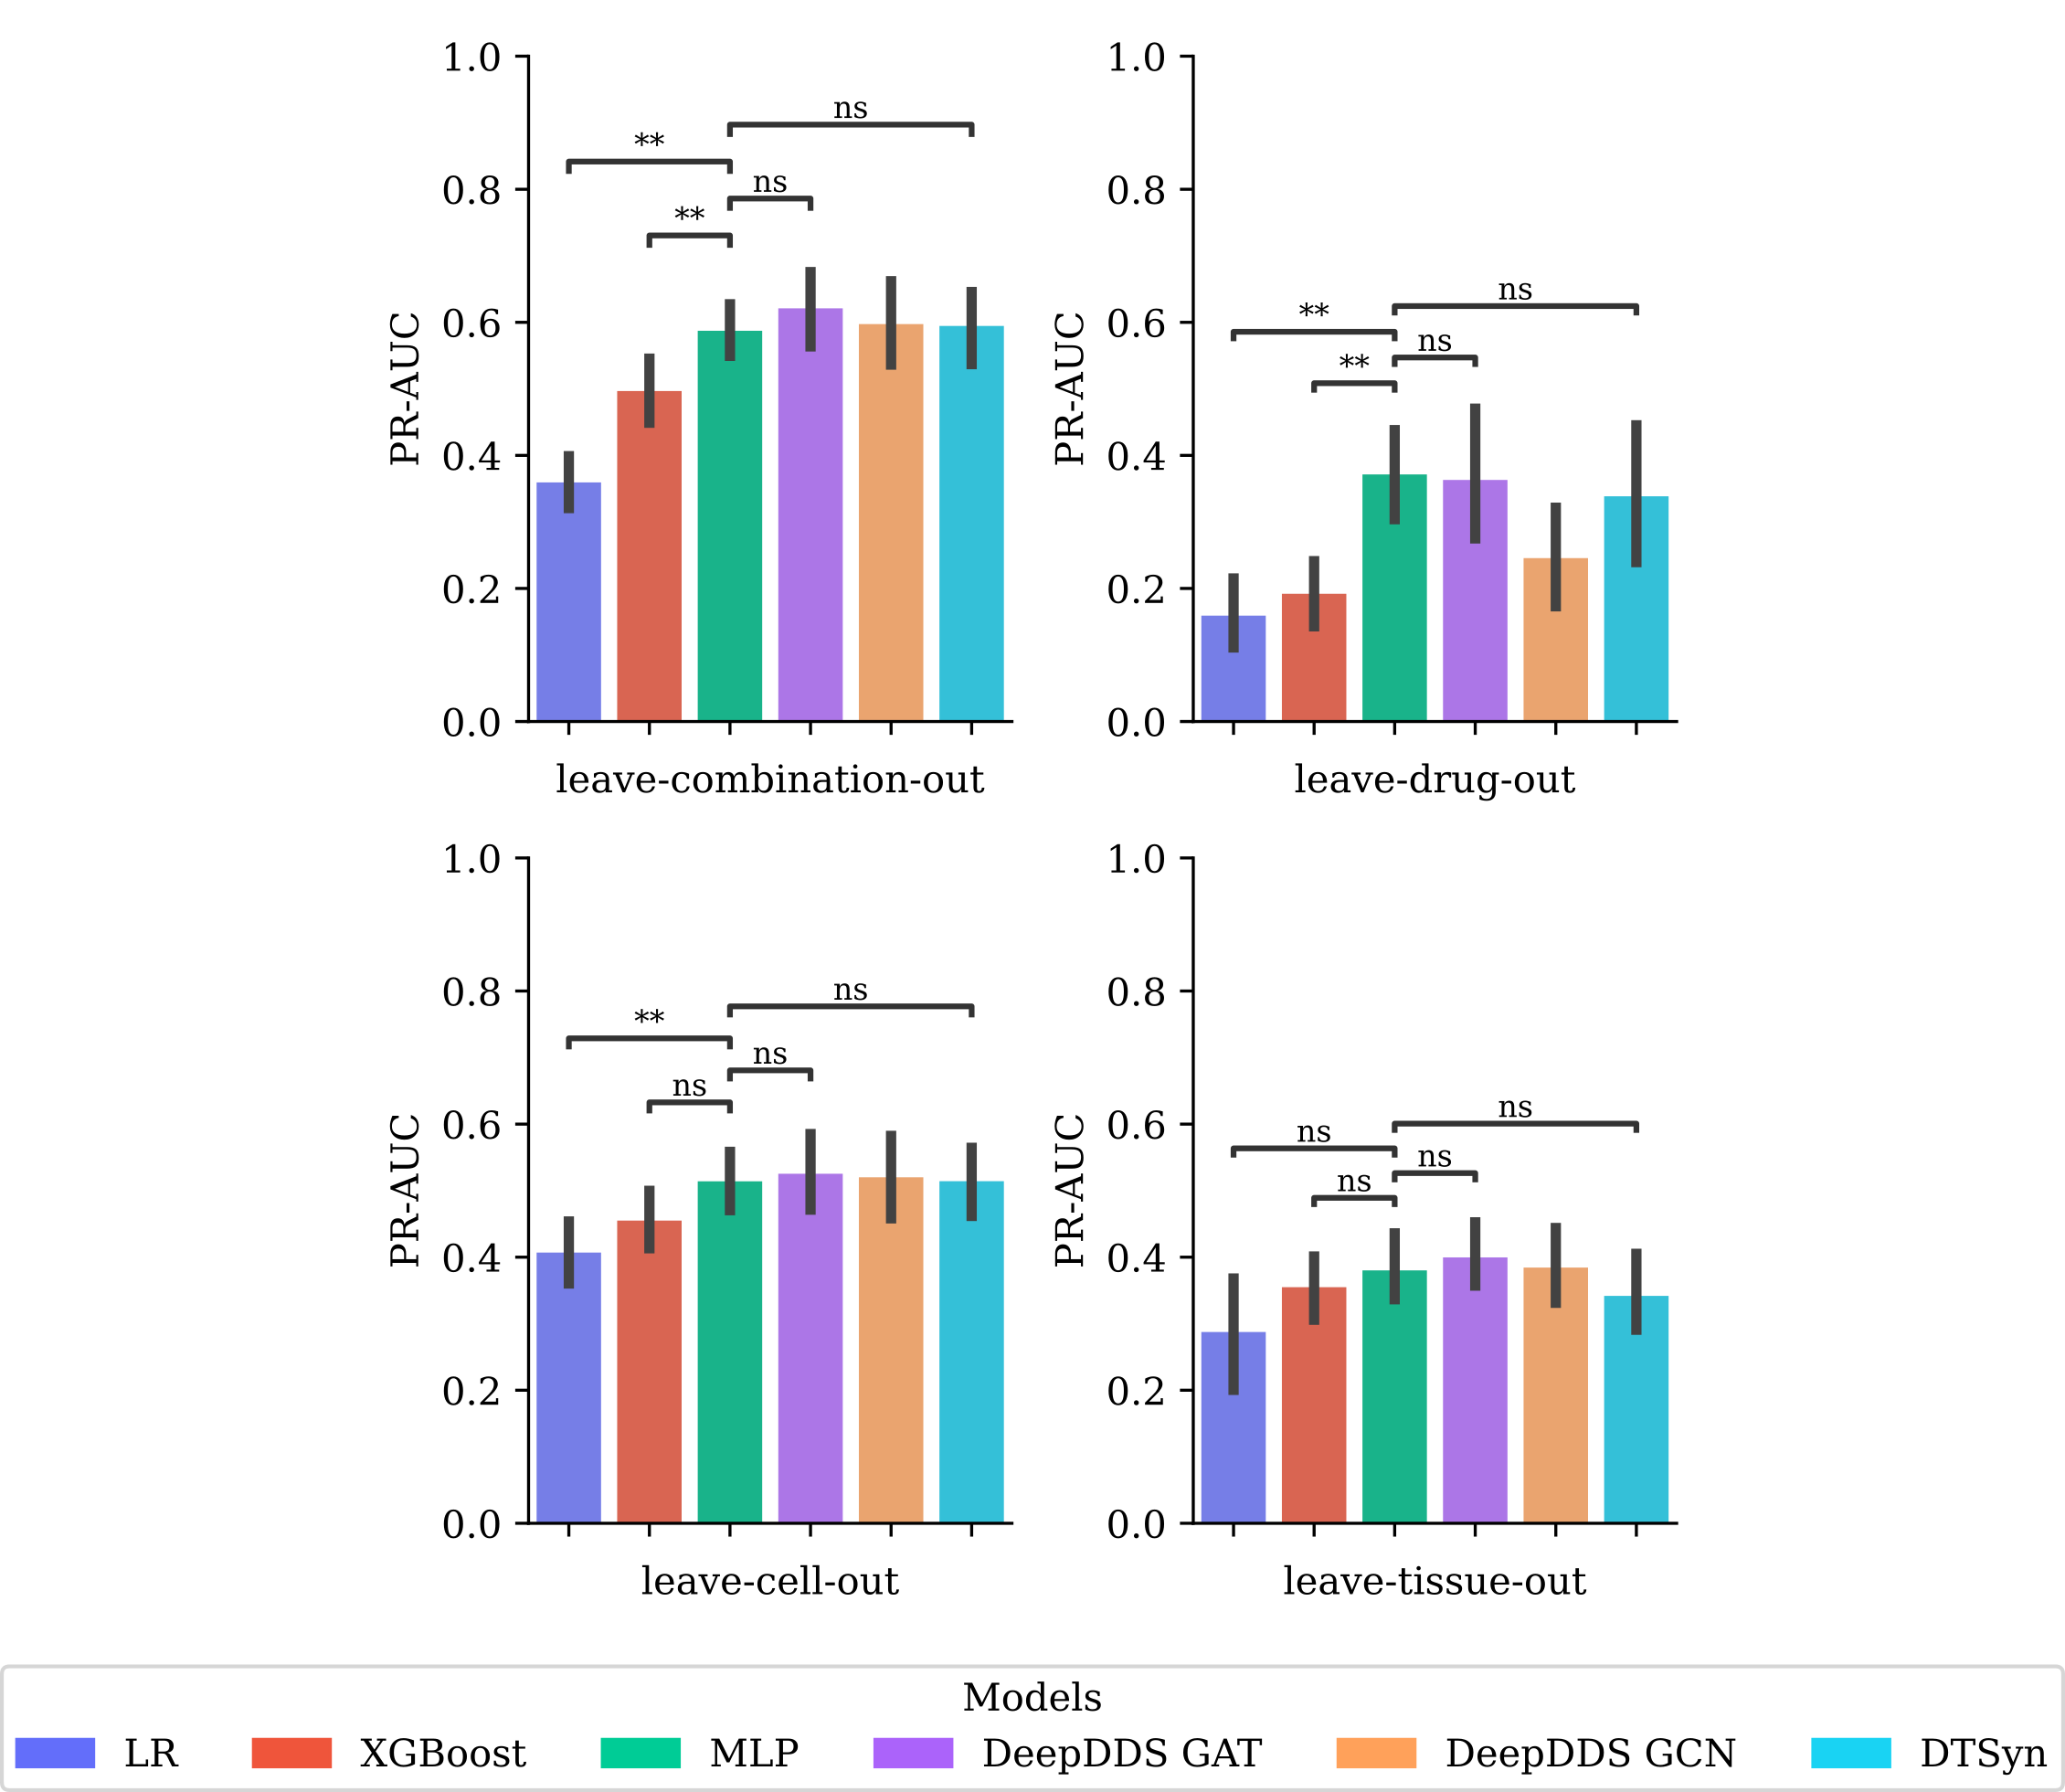 1.0
0.8
0.6
0.4
0.2
0.0
PR-AUC
ns
**
ns
**
leave-combination-out
1.0
0.8
0.6
0.4
0.2
0.0
PR-AUC
ns
**
ns
**
leave-drug-out
1.0
0.8
0.6
0.4
0.2
0.0
PR-AUC
ns
**
ns
ns
leave-cell-out
1.0
0.8
0.6
0.4
0.2
0.0
PR-AUC
ns
ns
ns
ns
leave-tissue-out
Models
LR XGBoost MLP DeepDDS GAT DeepDDS GCN DTSyn